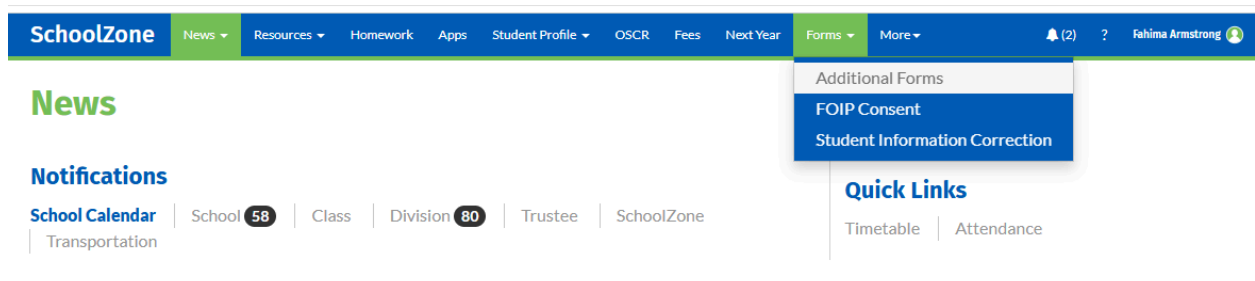 SchoolZone News Resources Homework Apps Student Profile OSCR Fees Next Year Forms More (2) ? Fahima Armstrong
Additional Forms
FOIP Consent
Student Information Correction
News
Notifications
School Calendar School 58 Class Division 80 Trustee SchoolZone
Transportation
Quick Links
Timetable Attendance